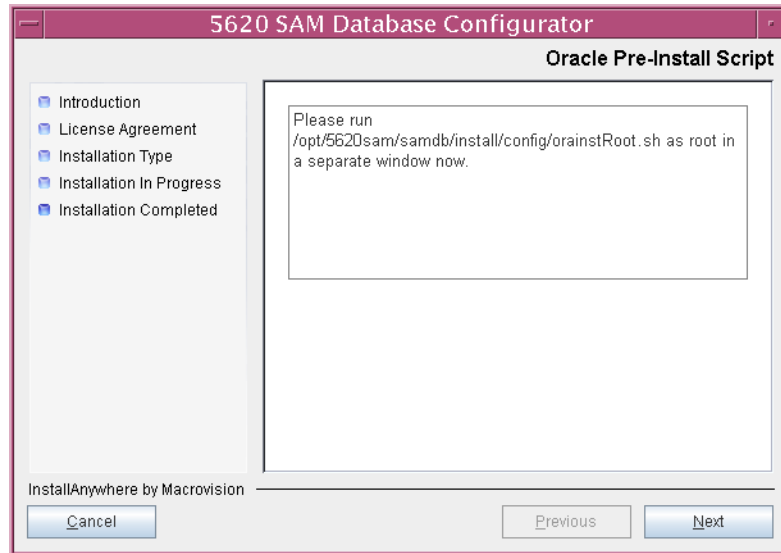 5620 SAM Database Configurator
Oracle Pre-Install Script
Introduction
License Agreement
Installation Type
Installation In Progress
Installation Completed
Please run
/opt/5620sam/samdb/install/config/orainstRoot.sh as root in
a separate window now.
InstallAnywhere by Macrovision
Cancel
Previous
Next